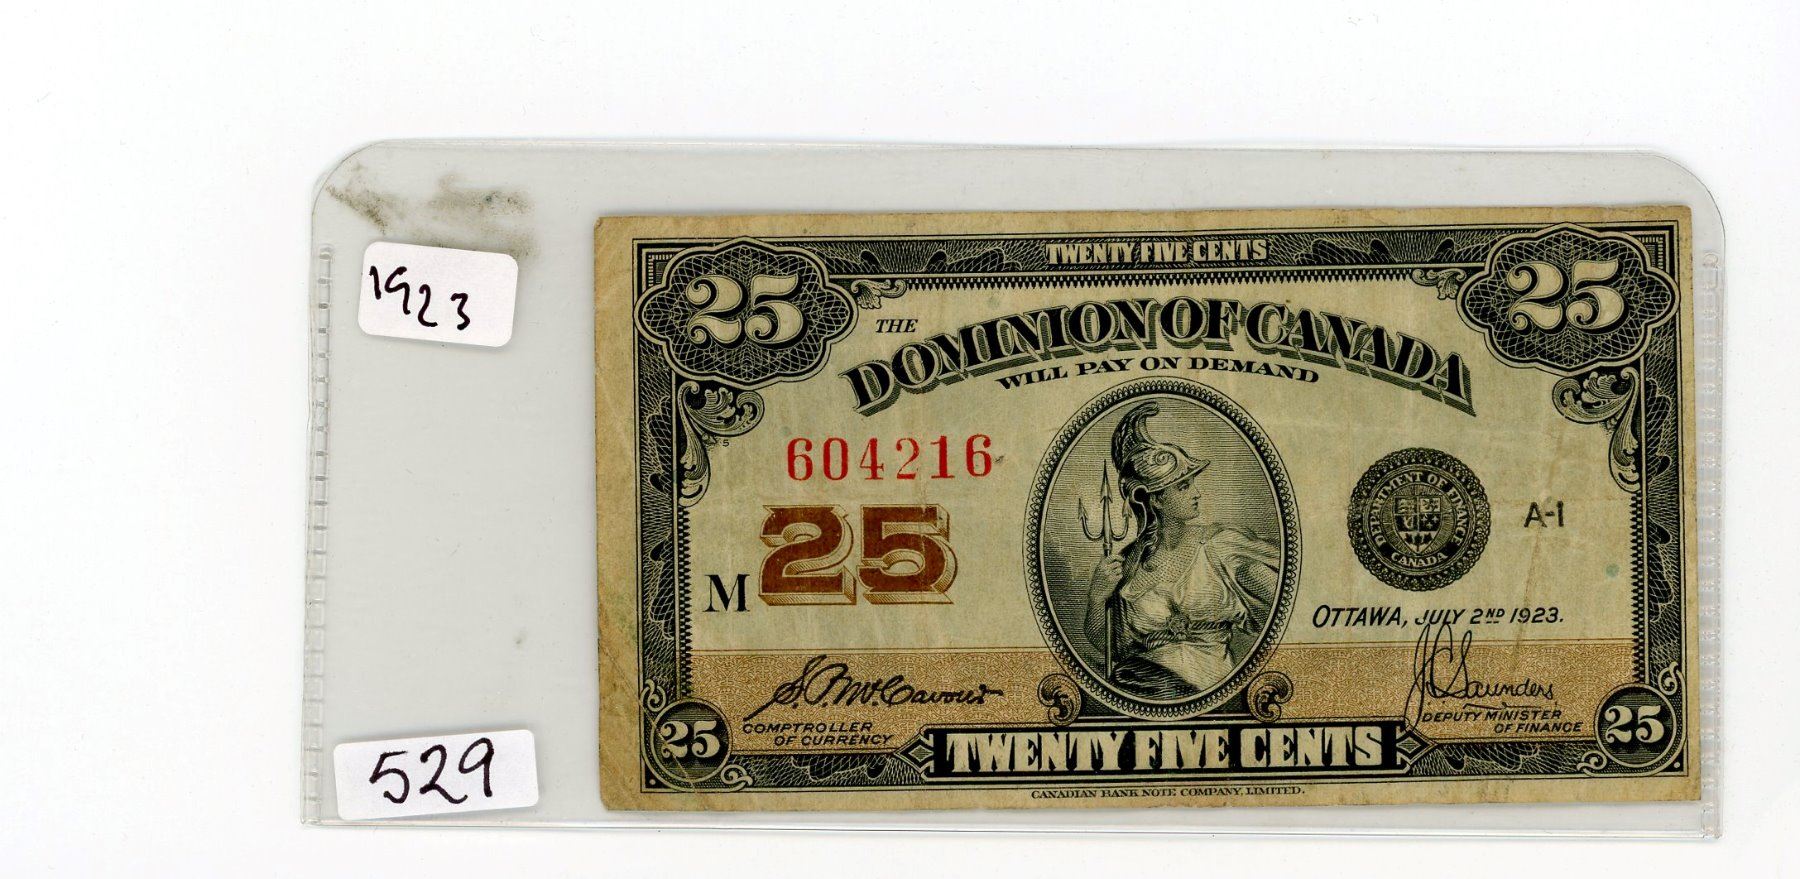 1923
529
TWENTY FIVE CENTS
25
25
THE
DOMINION OF CANADA
WILL PAY ON DEMAND
604216
25
M
DEPARTMENT OF FINANCE
CANADA
A-1
OTTAWA, JULY 2ND 1923.
J.C. Saunders
COMPTROLLER
OF CURRENCY
DEPUTY MINISTER
OF FINANCE
25
25
TWENTY FIVE CENTS
CANADIAN BANK NOTE COMPANY, LIMITED.